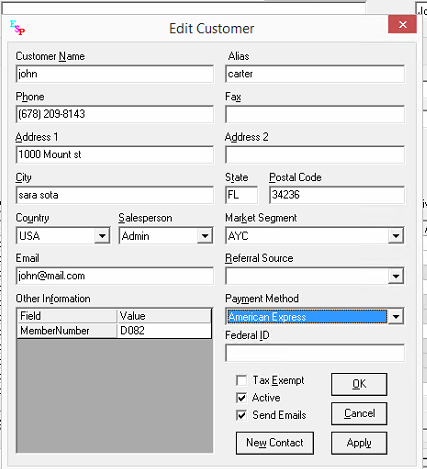 ESP
Edit Customer
Customer Name Alias
john carter
Phone Fax
(678) 209-8143
Address 1 Address 2
1000 Mount st
City State Postal Code
sara sota FL 34236
Country Salesperson Market Segment
USA Admin AYC
Email Referral Source
john@mail.com
Other Information Payment Method
Field Value American Express
MemberNumber D082
Federal ID
Tax Exempt OK
Active
Send Emails Cancel
New Contact Apply